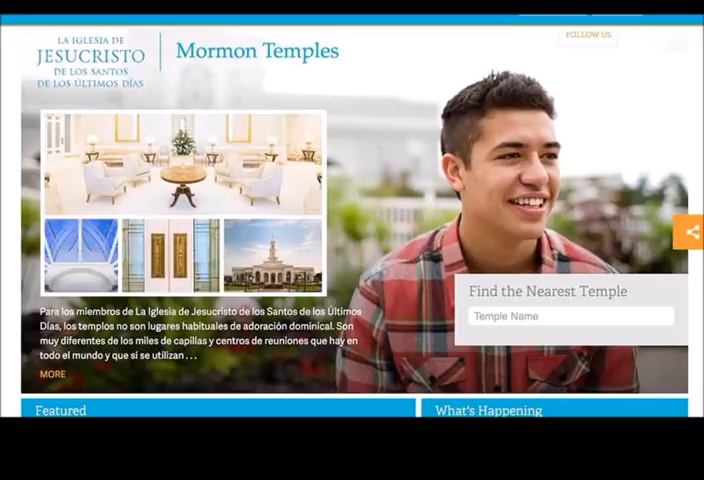 LA IGLESIA DE
JESUCRISTO
DE LOS SANTOS
DE LOS ÚLTIMOS DÍAS
Mormon Temples
FOLLOW US
Find the Nearest Temple
Temple Name
Para los miembros de La Iglesia de Jesucristo de los Santos de los Últimos
Días, los templos no son lugares habituales de adoración dominical. Son
muy diferentes de los miles de capillas y centros de reuniones que hay en
todo el mundo y que sí se utilizan . . .
MORE
Featured
What's Happening